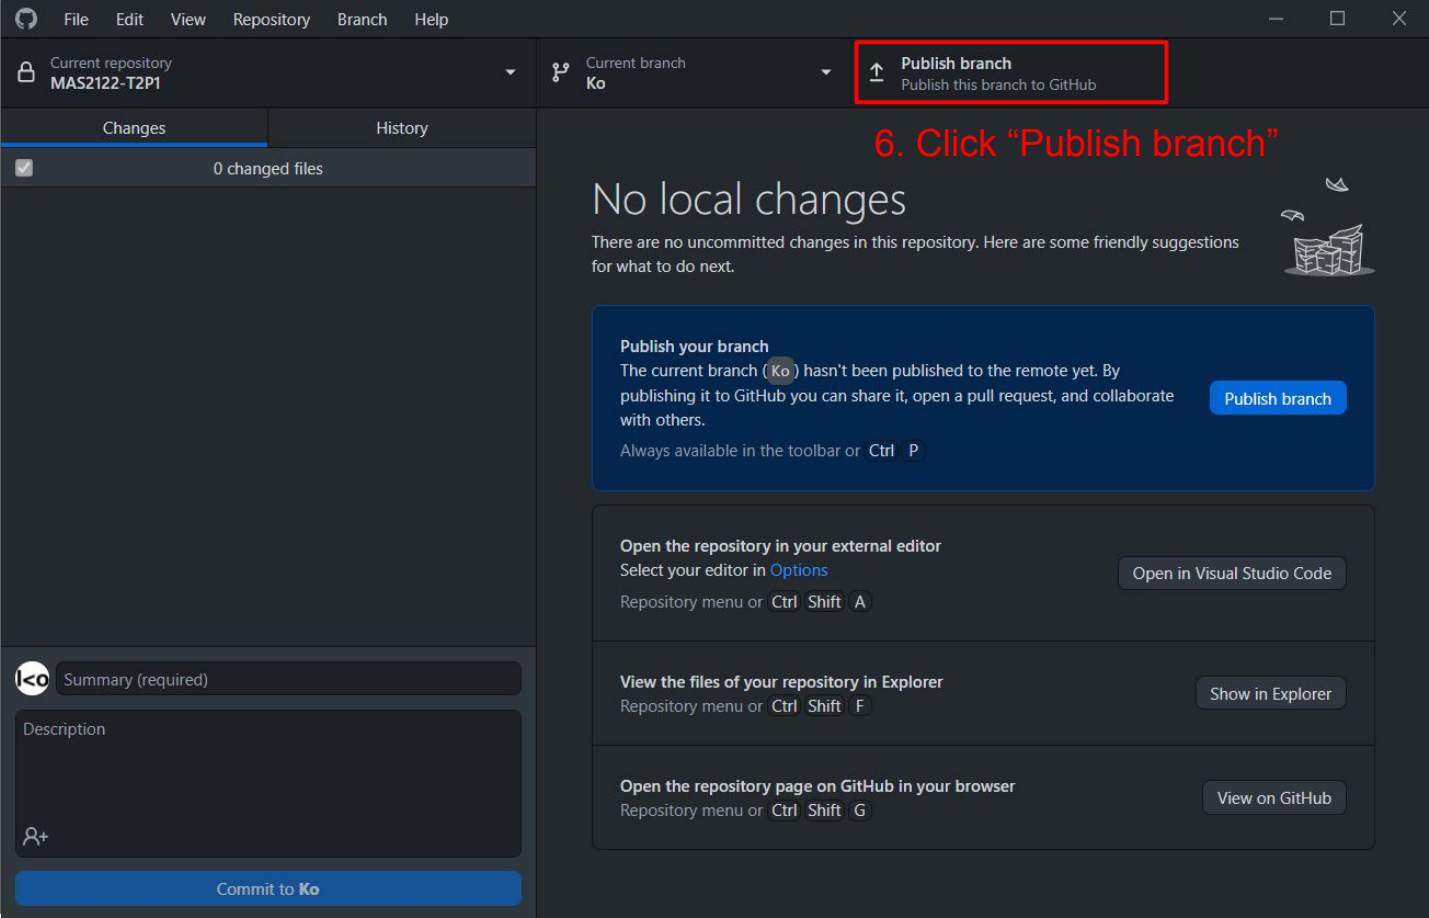 File Edit View Repository Branch Help
Current repository
MAS2122-T2P1
Current branch
Ko
Publish branch
Publish this branch to GitHub
6. Click “Publish branch”
Changes History
0 changed files
No local changes
There are no uncommitted changes in this repository. Here are some friendly suggestions
for what to do next.
Publish your branch
The current branch ( Ko ) hasn't been published to the remote yet. By
publishing it to GitHub you can share it, open a pull request, and collaborate
with others.
Always available in the toolbar or Ctrl P
Publish branch
Open the repository in your external editor
Select your editor in Options
Repository menu or Ctrl Shift A
Open in Visual Studio Code
View the files of your repository in Explorer
Repository menu or Ctrl Shift F
Show in Explorer
Open the repository page on GitHub in your browser
Repository menu or Ctrl Shift G
View on GitHub
Ko
Summary (required)
Description
Commit to Ko